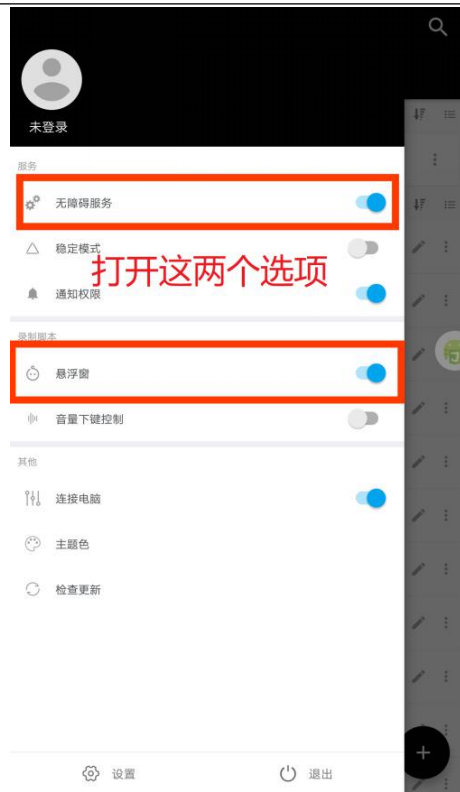 未登录
服务
无障碍服务
稳定模式
打开这两个选项
通知权限
录制脚本
悬浮窗
音量下键控制
其他
连接电脑
主题色
检查更新
设置
退出